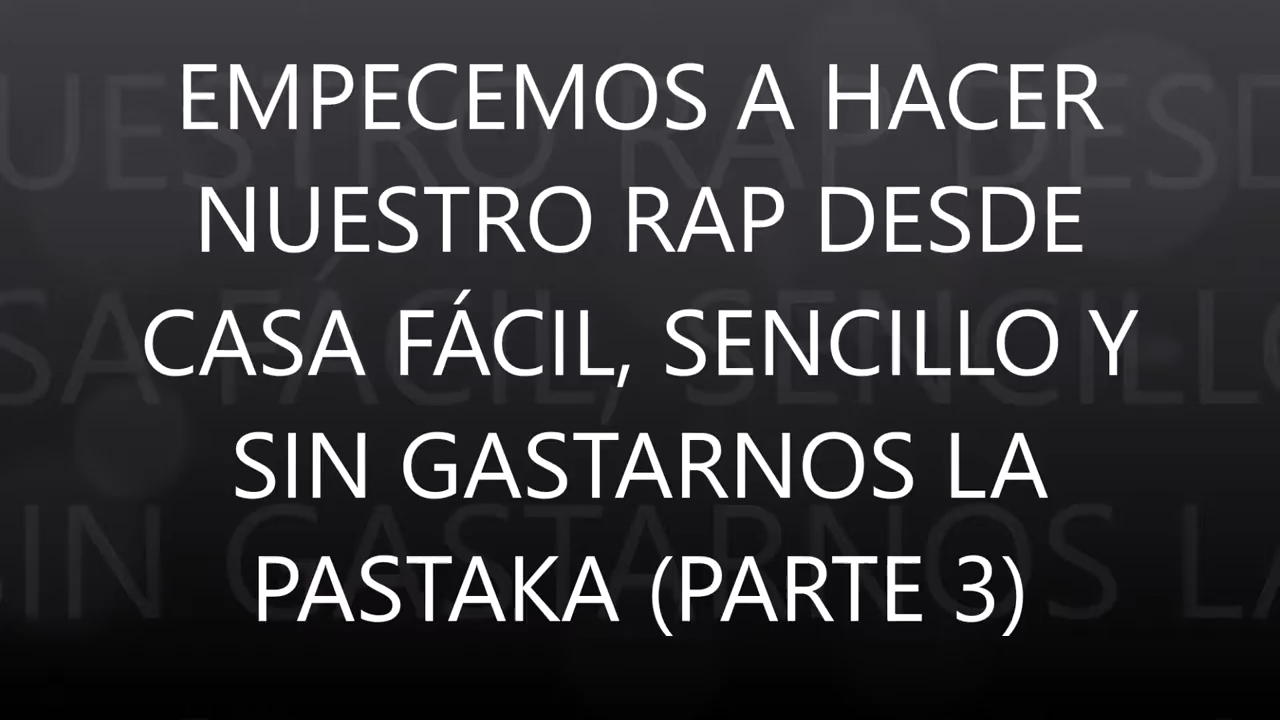 EMPECEMOS A HACER
NUESTRO RAP DESDE
CASA FÁCIL, SENCILLO Y
SIN GASTARNOS LA
PASTAKA (PARTE 3)